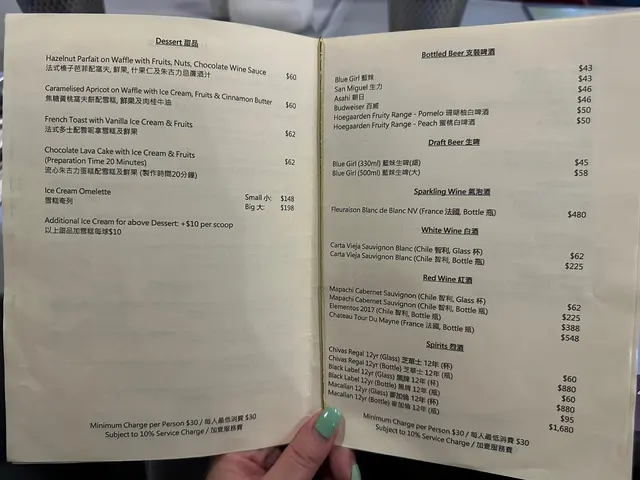 Dessert 甜品
Hazelnut Parfait on Waffle with Fruits, Nuts, Chocolate Wine Sauce $60
法式榛子芭菲配窩夫, 鮮果, 什果仁及朱古力忌廉酒汁
Caramelised Apricot on Waffle with Ice Cream, Fruits & Cinnamon Butter $60
焦糖黃桃窩夫餅配雪糕, 鮮果及肉桂牛油
French Toast with Vanilla Ice Cream & Fruits $62
法式多士配雲呢拿雪糕及鮮果
Chocolate Lava Cake with Ice Cream & Fruits $62
(Preparation Time 20 Minutes)
流心朱古力蛋糕配雪糕及鮮果 (製作時間20分鐘)
Ice Cream Omelette Small 小: $148
雪糕奄列 Big 大: $198
Additional Ice Cream for above Dessert: +$10 per scoop
以上甜品加雪糕每球$10
Minimum Charge per Person $30 / 每人最低消費 $30
Subject to 10% Service Charge / 加壹服務費
Bottled Beer 支裝啤酒
Blue Girl 藍妹 $43
San Miguel 生力 $43
Asahi 朝日 $46
Budweiser 百威 $46
Hoegaarden Fruity Range - Pomelo 珊瑚柚白啤酒 $50
Hoegaarden Fruity Range - Peach 蜜桃白啤酒 $50
Draft Beer 生啤
Blue Girl (330ml) 藍妹生啤(細) $45
Blue Girl (500ml) 藍妹生啤(大) $58
Sparkling Wine 氣泡酒
Fleuraison Blanc de Blanc NV (France 法國, Bottle 瓶) $480
White Wine 白酒
Carta Vieja Sauvignon Blanc (Chile 智利, Glass 杯) $62
Carta Vieja Sauvignon Blanc (Chile 智利, Bottle 瓶) $225
Red Wine 紅酒
Mapachi Cabernet Sauvignon (Chile 智利, Glass 杯) $62
Mapachi Cabernet Sauvignon (Chile 智利, Bottle 瓶) $225
Elementos 2017 (Chile 智利, Bottle 瓶) $388
Chateau Tour Du Mayne (France 法國, Bottle 瓶) $548
Spirits 烈酒
Chivas Regal 12yr (Glass) 芝華士 12年 (杯) $60
Chivas Regal 12yr (Bottle) 芝華士 12年 (瓶) $880
Black Label 12yr (Glass) 黑牌 12年 (杯) $60
Black Label 12yr (Bottle) 黑牌 12年 (瓶) $880
Macallan 12yr (Glass) 麥加倫 12年 (杯) $95
Macallan 12yr (Bottle) 麥加倫 12年 (瓶) $1,680
Minimum Charge per Person $30 / 每人最低消費 $30
Subject to 10% Service Charge / 加壹服務費